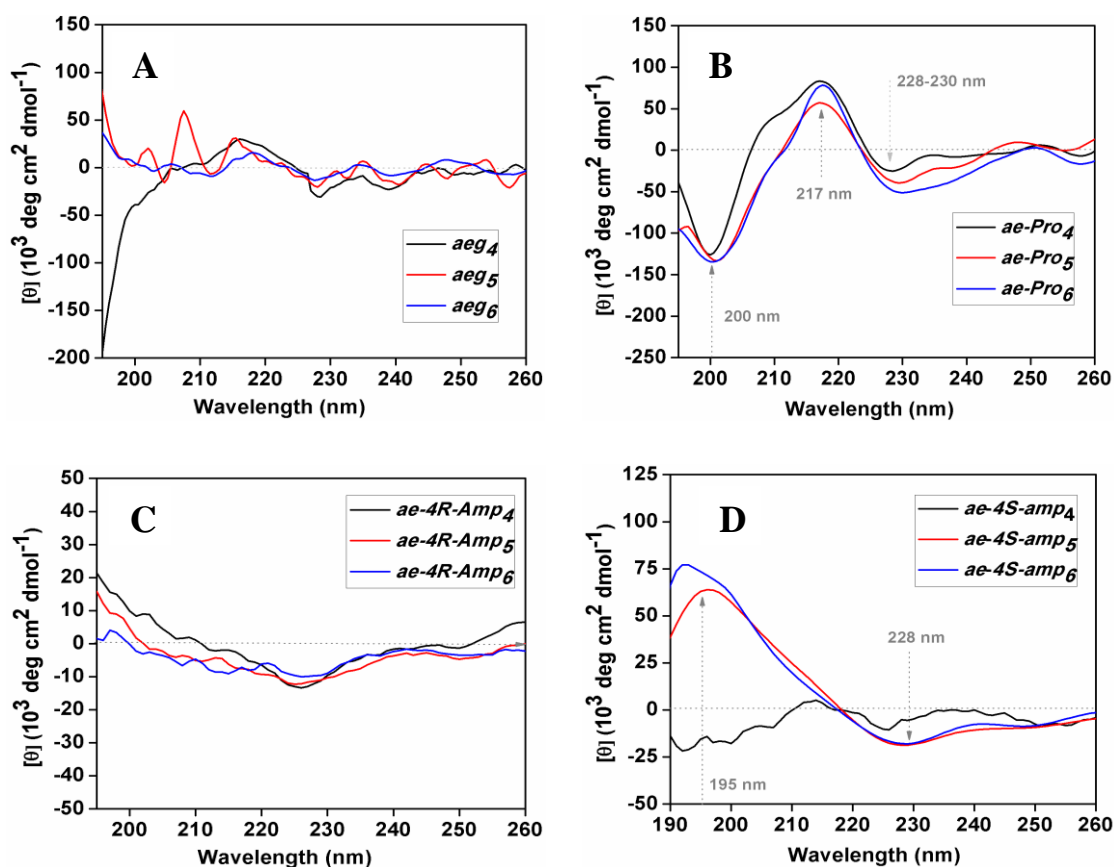 A
150
100
50
0
-50
-100
-150
-200
[θ] (10³ deg cm² dmol⁻¹)
aeg₄
aeg₅
aeg₆
200 210 220 230 240 250 260
Wavelength (nm)
B
150
100
50
0
-50
-100
-150
-200
-250
[θ] (10³ deg cm² dmol⁻¹)
228-230 nm
217 nm
200 nm
ae-Pro₄
ae-Pro₅
ae-Pro₆
200 210 220 230 240 250 260
Wavelength (nm)
C
50
40
30
20
10
0
-10
-20
-30
-40
-50
[θ] (10³ deg cm² dmol⁻¹)
ae-4R-Amp₄
ae-4R-Amp₅
ae-4R-Amp₆
200 210 220 230 240 250 260
Wavelength (nm)
D
125
100
75
50
25
0
-25
-50
[θ] (10³ deg cm² dmol⁻¹)
ae-4S-amp₄
ae-4S-amp₅
ae-4S-amp₆
228 nm
195 nm
190 200 210 220 230 240 250 260
Wavelength (nm)